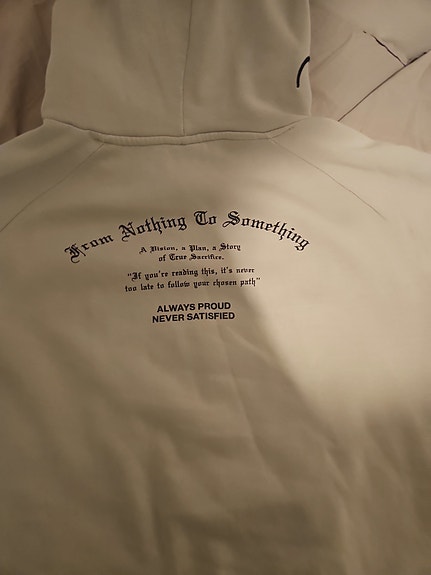 From Nothing To Something
A Vision, a Plan, a Story
of True Sacrifice.
"If you're reading this, it's never
too late to follow your chosen path"
ALWAYS PROUD
NEVER SATISFIED